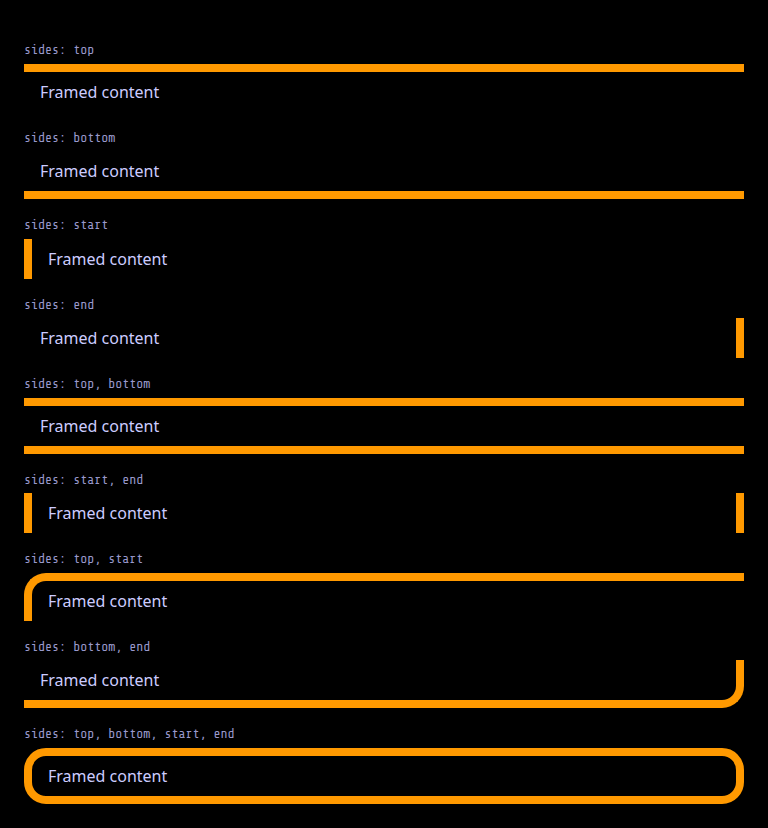 sides: top
Framed content
sides: bottom
Framed content
sides: start
Framed content
sides: end
Framed content
sides: top, bottom
Framed content
sides: start, end
Framed content
sides: top, start
Framed content
sides: bottom, end
Framed content
sides: top, bottom, start, end
Framed content